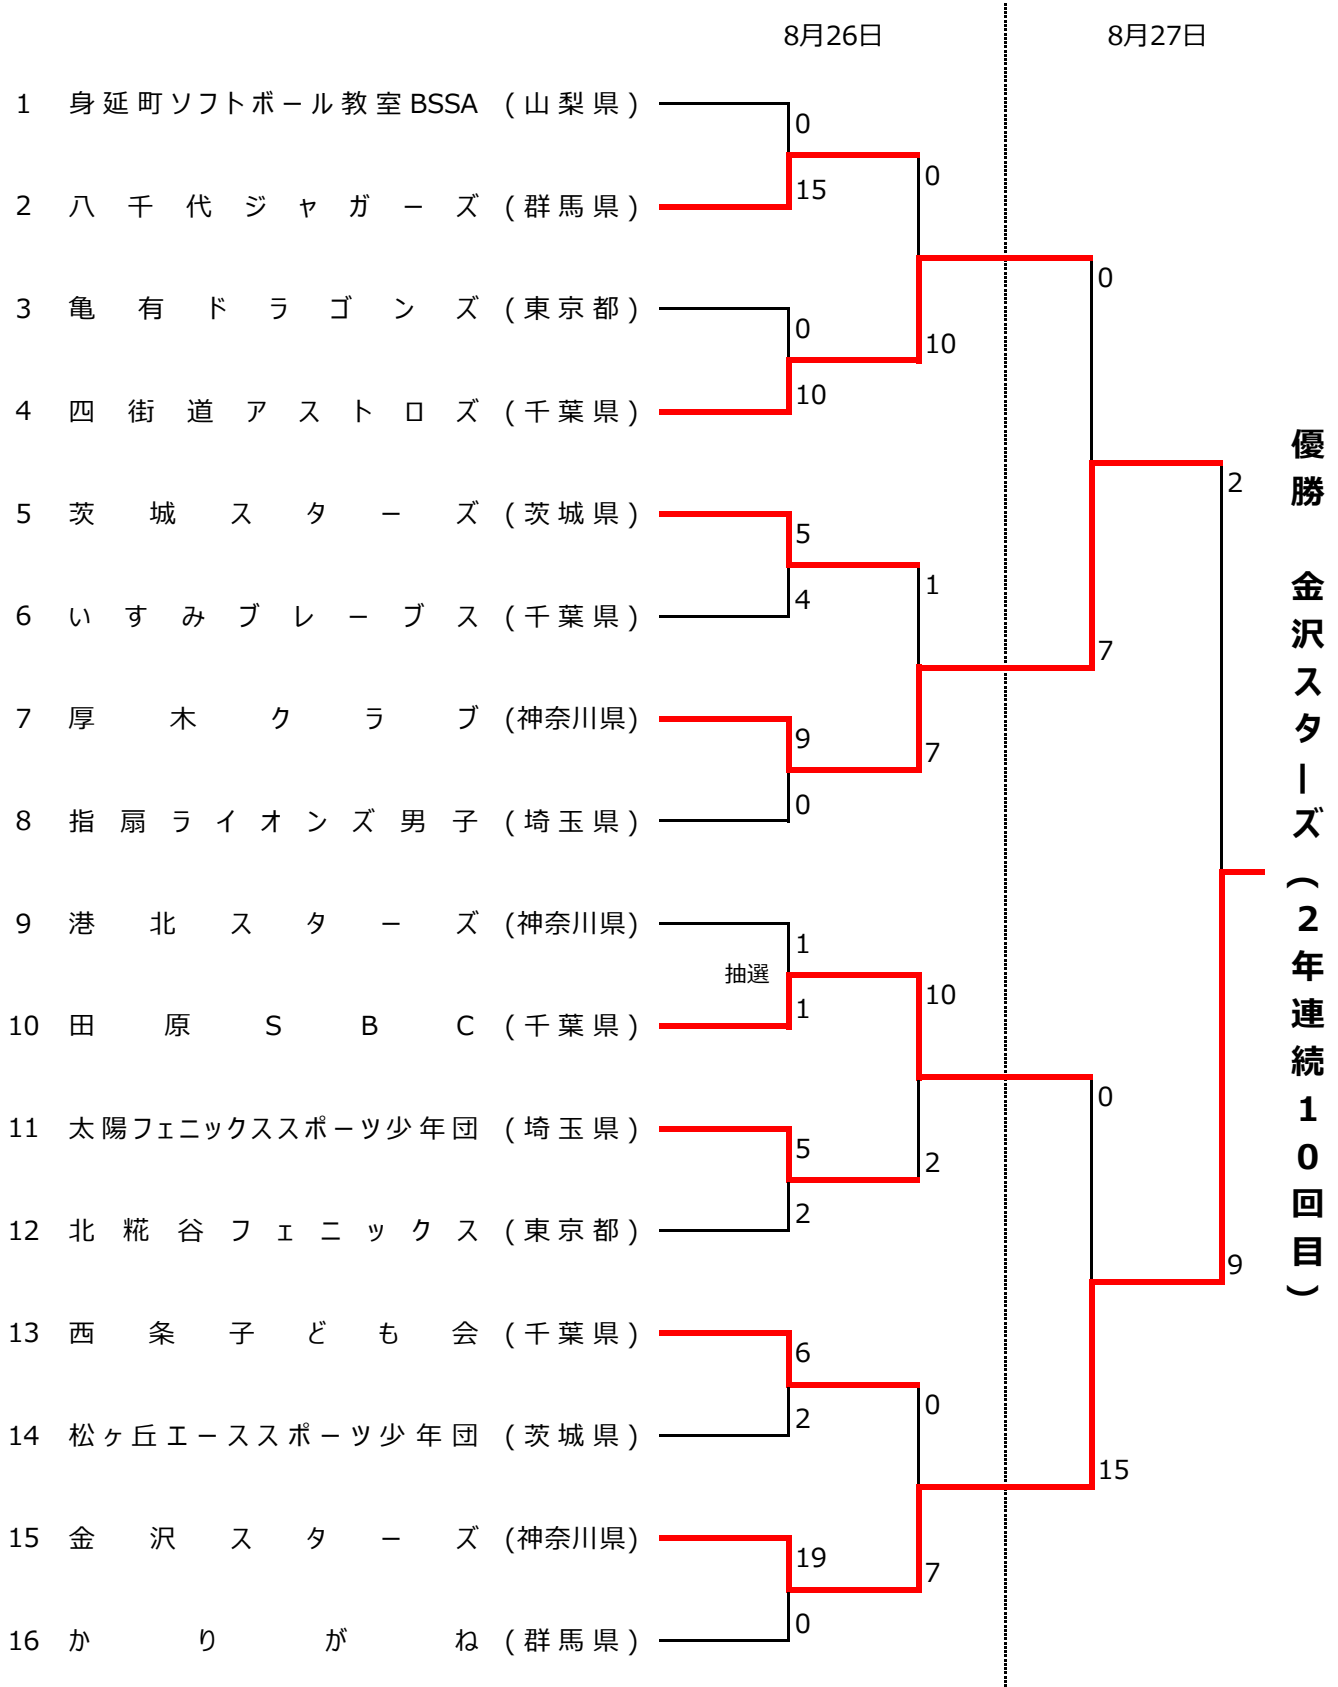 8月26日 8月27日
1 身延町ソフトボール教室BSSA (山梨県)
0
0
2 八千代ジャガーズ (群馬県)
15
0
3 亀有ドラゴンズ (東京都)
0
10
4 四街道アストロズ (千葉県)
10
2
5 茨城スターズ (茨城県)
5
1
6 いすみブレーブス (千葉県)
4
7
7 厚木クラブ (神奈川県)
9
7
8 指扇ライオンズ男子 (埼玉県)
0
9 港北スターズ (神奈川県)
1
抽選
10
10 田原SBC (千葉県)
1
0
11 太陽フェニックススポーツ少年団 (埼玉県)
5
2
12 北糀谷フェニックス (東京都)
2
9
13 西条子ども会 (千葉県)
6
0
14 松ヶ丘エーススポーツ少年団 (茨城県)
2
15
15 金沢スターズ (神奈川県)
19
7
16 かりがね (群馬県)
0
優勝 金沢スターズ(2年連続10回目)